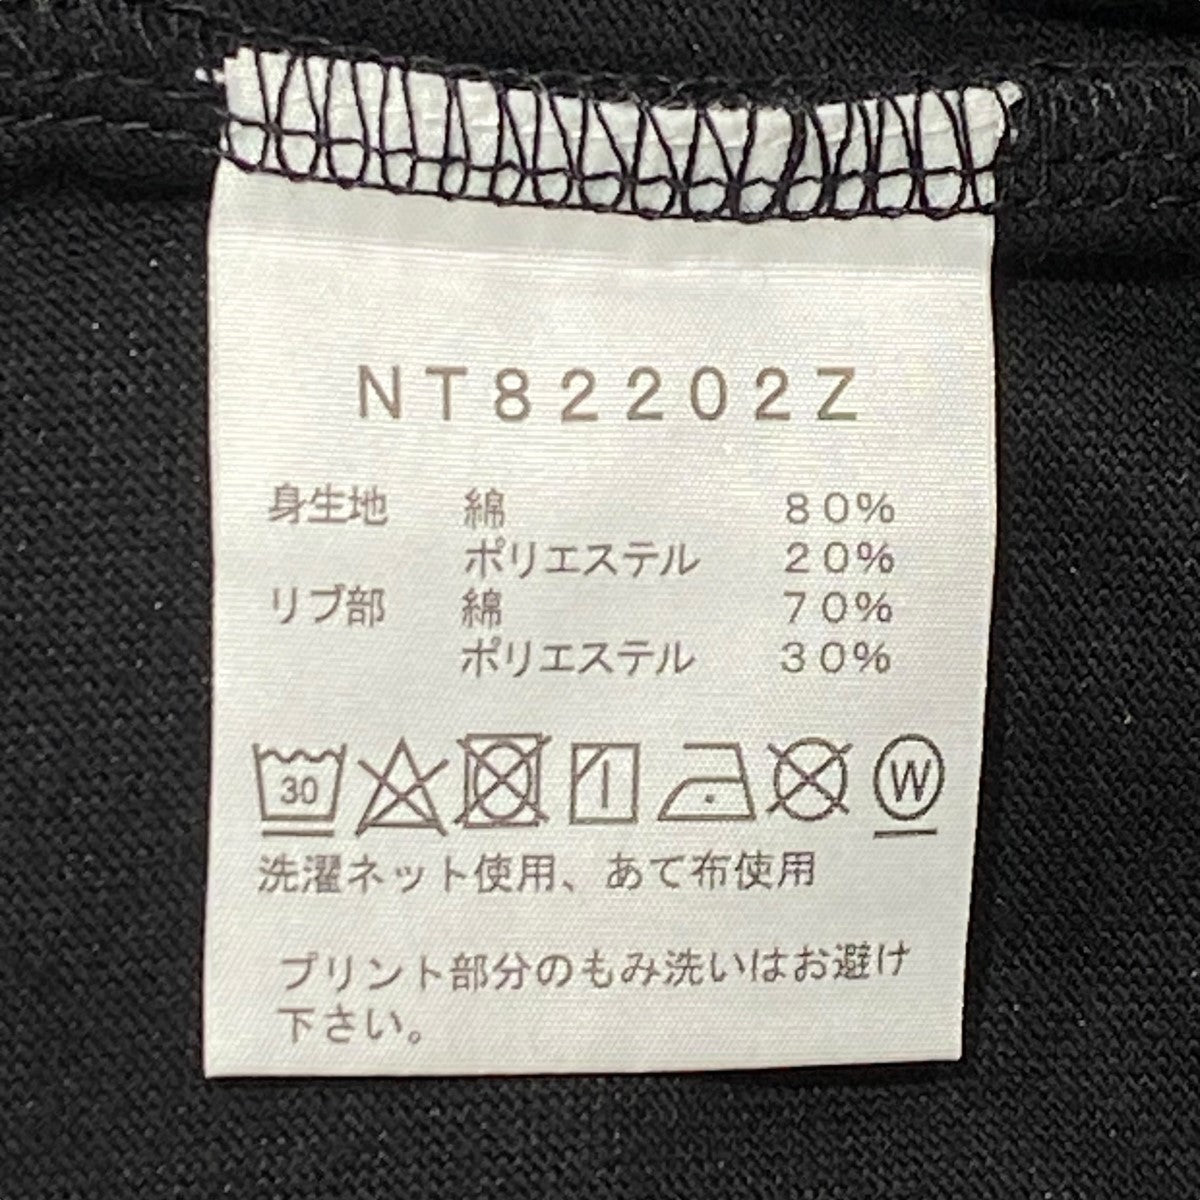 NT82202Z
身生地 綿 80%
ポリエステル 20%
リブ部 綿 70%
ポリエステル 30%
30 W
洗濯ネット使用、あて布使用
プリント部分のもみ洗いはお避け
下さい。